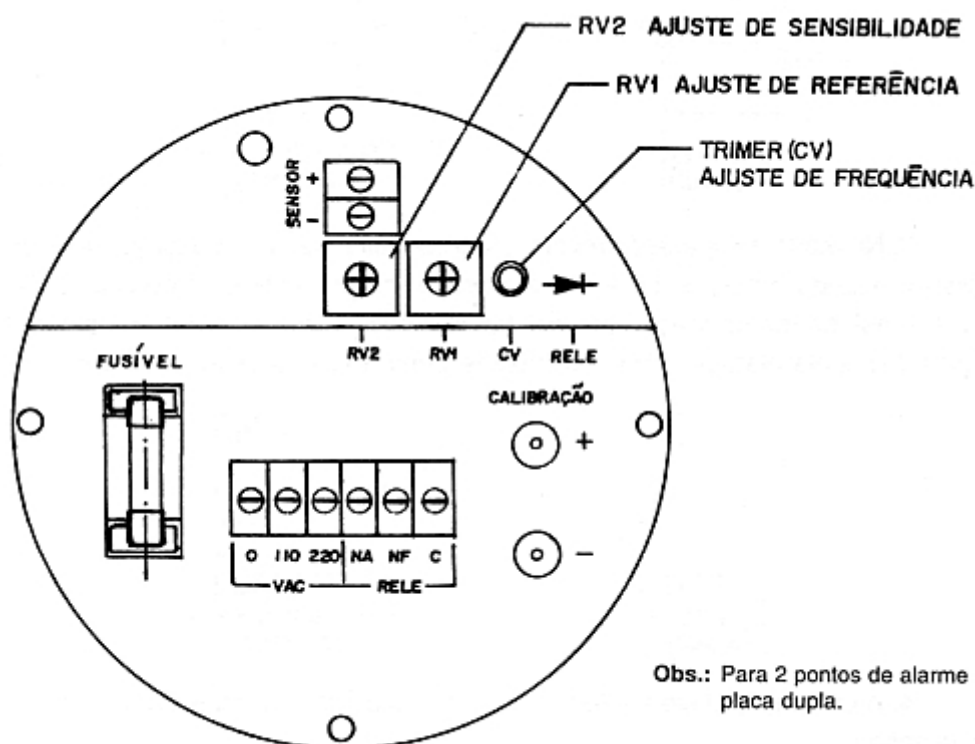 RV2 AJUSTE DE SENSIBILIDADE
RV1 AJUSTE DE REFERÊNCIA
TRIMER (CV)
AJUSTE DE FREQUÊNCIA
SENSOR
+
-
RV2 RV1 CV RELE
FUSÍVEL
CALIBRAÇÃO
+
-
0 110 220 NA NF C
VAC RELE
Obs.: Para 2 pontos de alarme
placa dupla.